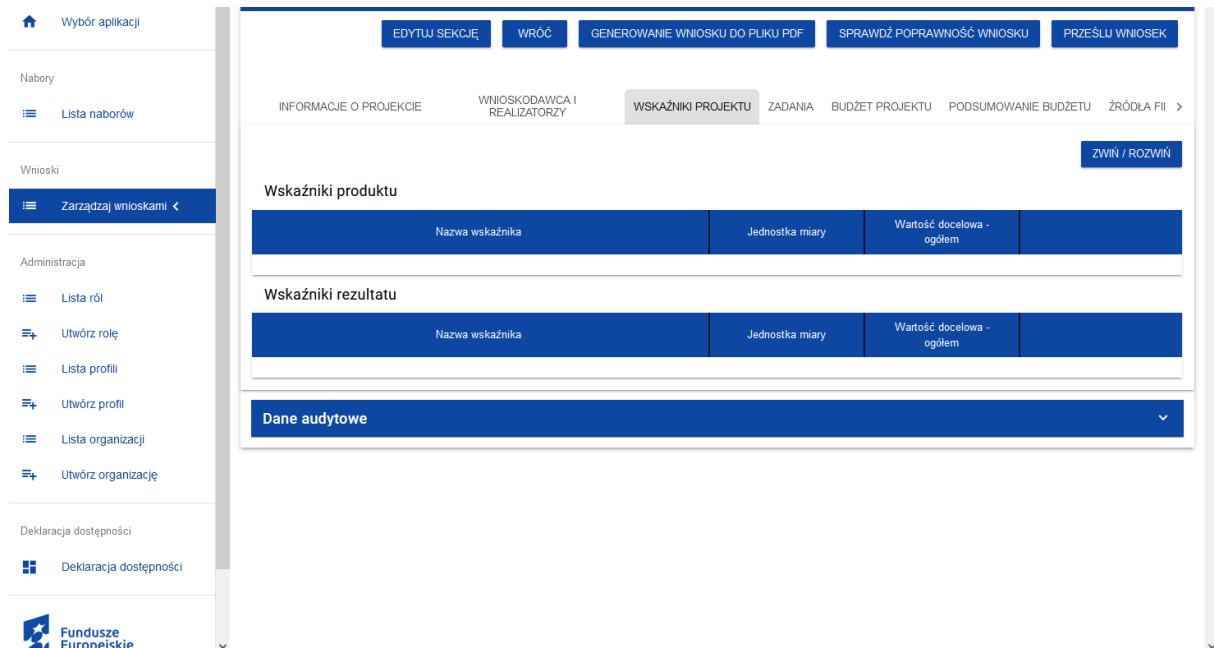 Wybór aplikacji
Nabory
Lista naborów
Wnioski
Zarządzaj wnioskami
Administracja
Lista ról
Utwórz rolę
Lista profili
Utwórz profil
Lista organizacji
Utwórz organizację
Deklaracja dostępności
Deklaracja dostępności
Fundusze
Europejskie
EDYTUJ SEKCJĘ WRÓĆ GENEROWANIE WNIOSKU DO PLIKU PDF SPRAWDŹ POPRAWNOŚĆ WNIOSKU PRZEŚLIJ WNIOSEK
INFORMACJE O PROJEKCIE WNIOSKODAWCA I
REALIZATORZY WSKAŹNIKI PROJEKTU ZADANIA BUDŻET PROJEKTU PODSUMOWANIE BUDŻETU ŹRÓDŁA FII
ZWIŃ / ROZWIŃ
Wskaźniki produktu
Nazwa wskaźnika Jednostka miary Wartość docelowa -
ogółem
Wskaźniki rezultatu
Nazwa wskaźnika Jednostka miary Wartość docelowa -
ogółem
Dane audytowe